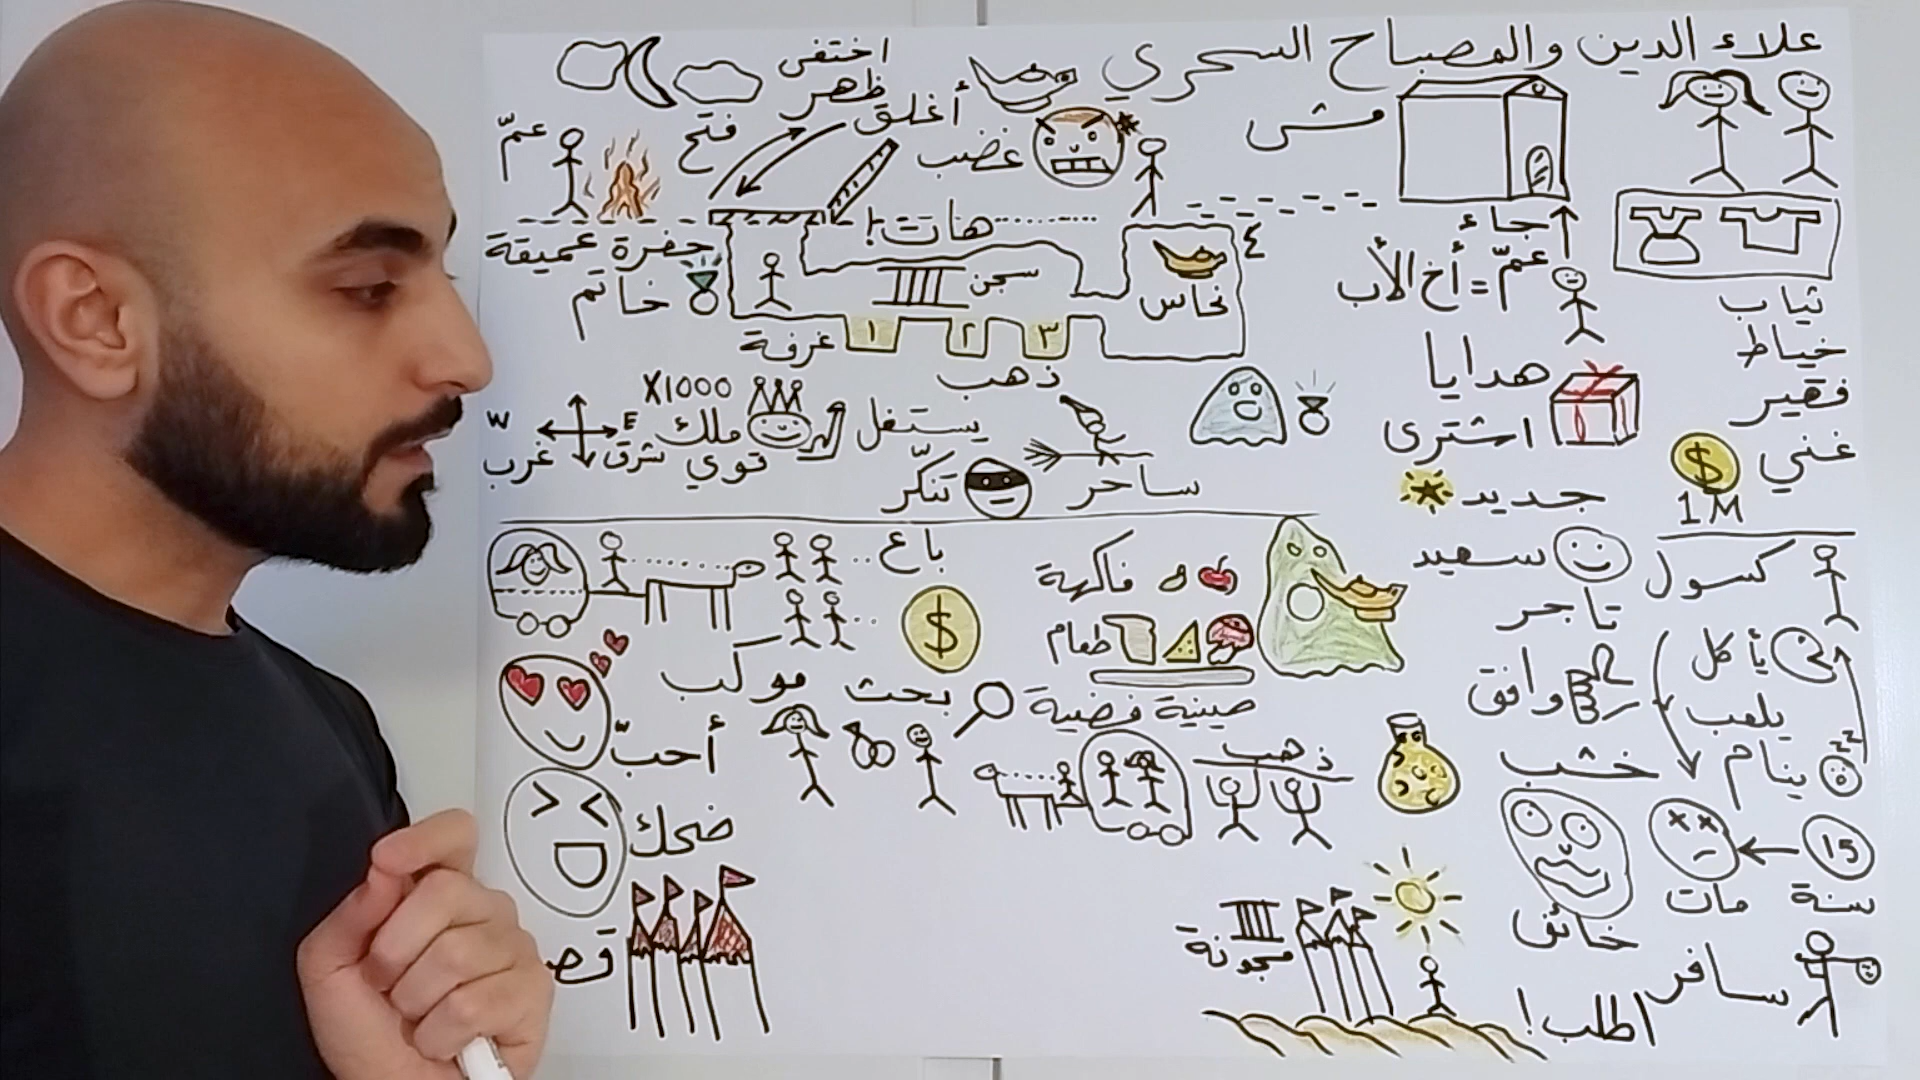 علاء الدين والمصباح السحري
اختفى
ظهر
أغلق
فتح
عمّ
غضب
مش
هات!
حفرة عميقة
خاتم
سجن
٤
نحاس
١
٢
٣
غرفة
ذهب
جاء
عمّ = أخ الأب
ثياب
خياط
فقير
غني
$
1M
هدايا
اشترى
جديد
سعيد
تاجر
وافق
خشب
X1000
ملك
قوي
W
E
شرق
غرب
يستغل
تنكّر
ساحر
باع
$
موكب
فاكهة
طعام
صينية فضية
بحث
أحبّ
ضحك
ذهب
كسول
يأكل
يلعب
ينام
zz
15
سنة
مات
خائف
سافر
اطلب!
مسجونة